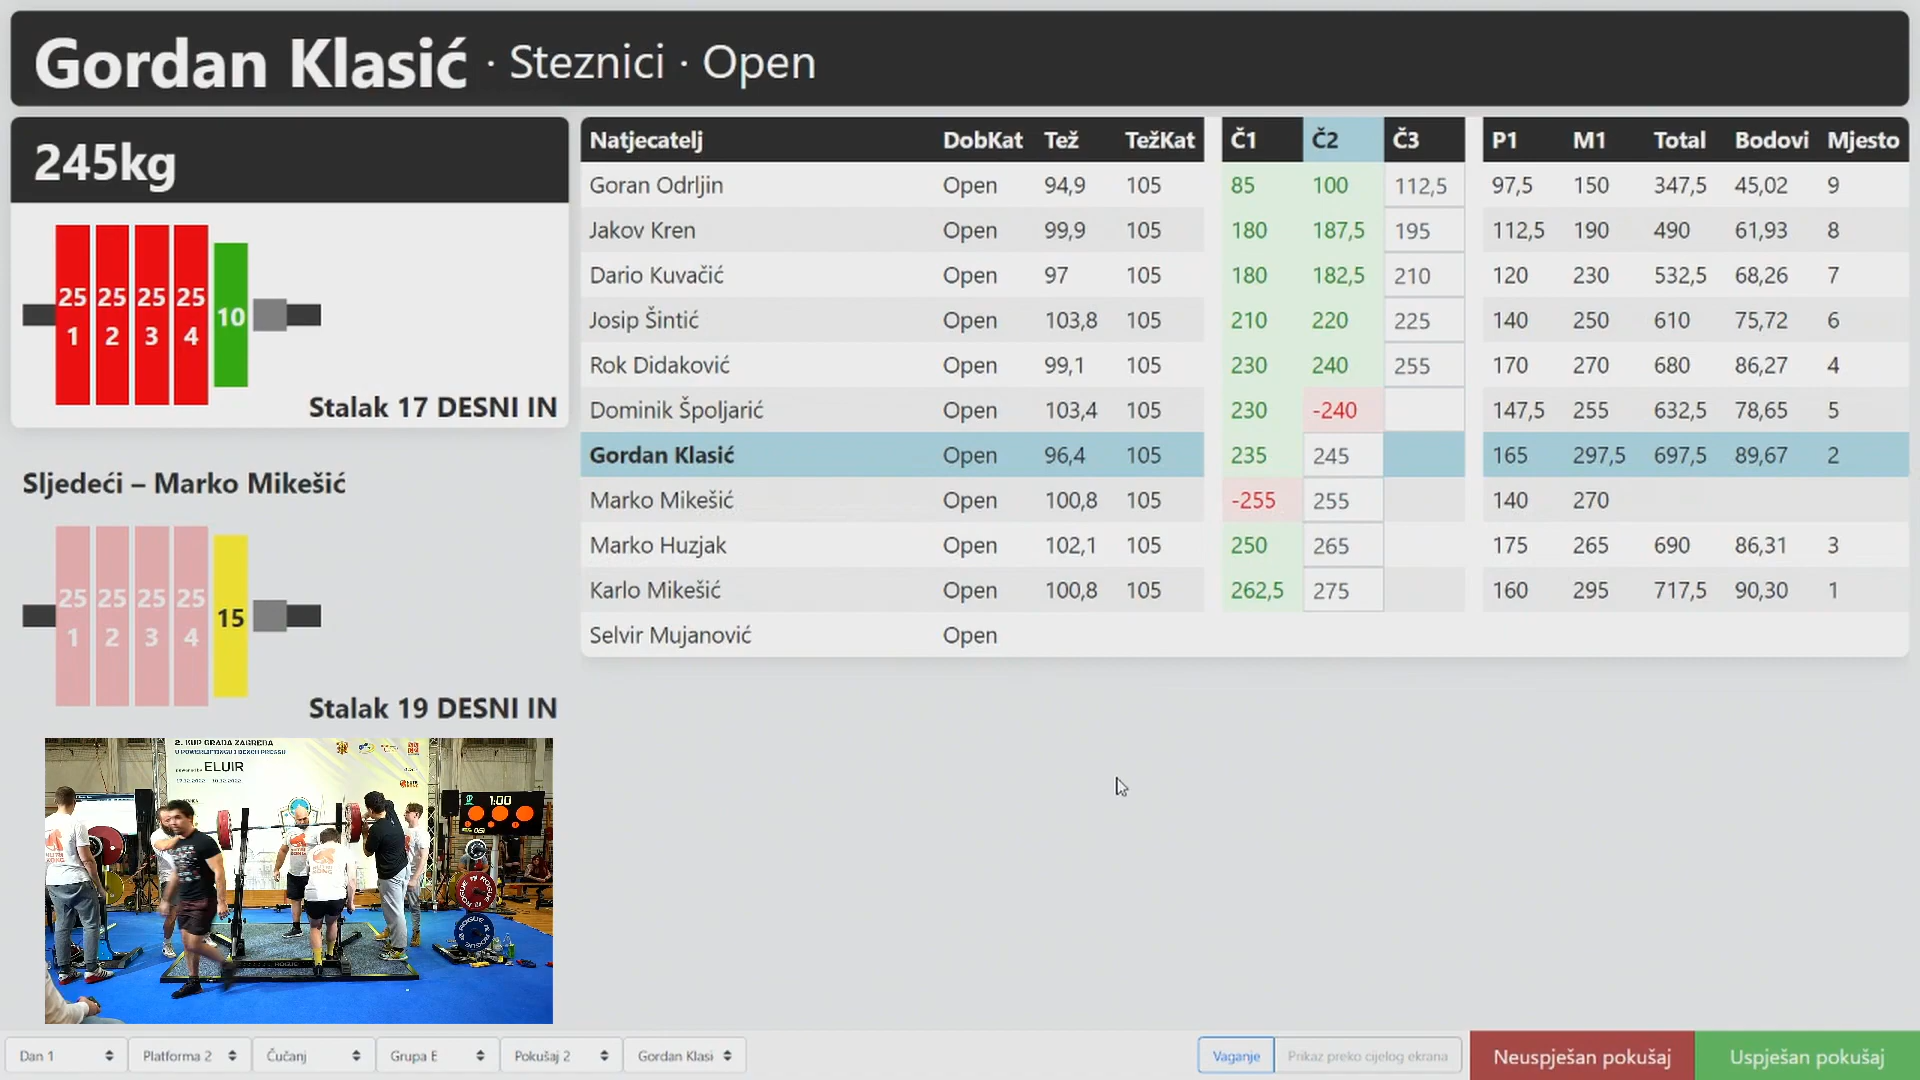 Gordan Klasić · Steznici · Open
245kg
25 25 25 25 10
1 2 3 4
Stalak 17 DESNI IN
Sljedeći – Marko Mikešić
25 25 25 25 15
1 2 3 4
Stalak 19 DESNI IN
Natjecatelj DobKat Tež TežKat Č1 Č2 Č3 P1 M1 Total Bodovi Mjesto
Goran Odrljin Open 94,9 105 85 100 112,5 97,5 150 347,5 45,02 9
Jakov Kren Open 99,9 105 180 187,5 195 112,5 190 490 61,93 8
Dario Kuvačić Open 97 105 180 182,5 210 120 230 532,5 68,26 7
Josip Šintić Open 103,8 105 210 220 225 140 250 610 75,72 6
Rok Didaković Open 99,1 105 230 240 255 170 270 680 86,27 4
Dominik Špoljarić Open 103,4 105 230 -240 147,5 255 632,5 78,65 5
Gordan Klasić Open 96,4 105 235 245 165 297,5 697,5 89,67 2
Marko Mikešić Open 100,8 105 -255 255 140 270
Marko Huzjak Open 102,1 105 250 265 175 265 690 86,31 3
Karlo Mikešić Open 100,8 105 262,5 275 160 295 717,5 90,30 1
Selvir Mujanović Open
2. KUP GRADA ZAGREBA
U POWERLIFTINGU I BENCH PRESSU
ELUIR
1:00
ROGUE
ROGUE
Dan 1 Platforma 2 Čučanj Grupa E Pokušaj 2 Gordan Klasi
Vaganje Prikaz preko cijelog ekrana Neuspješan pokušaj Uspješan pokušaj